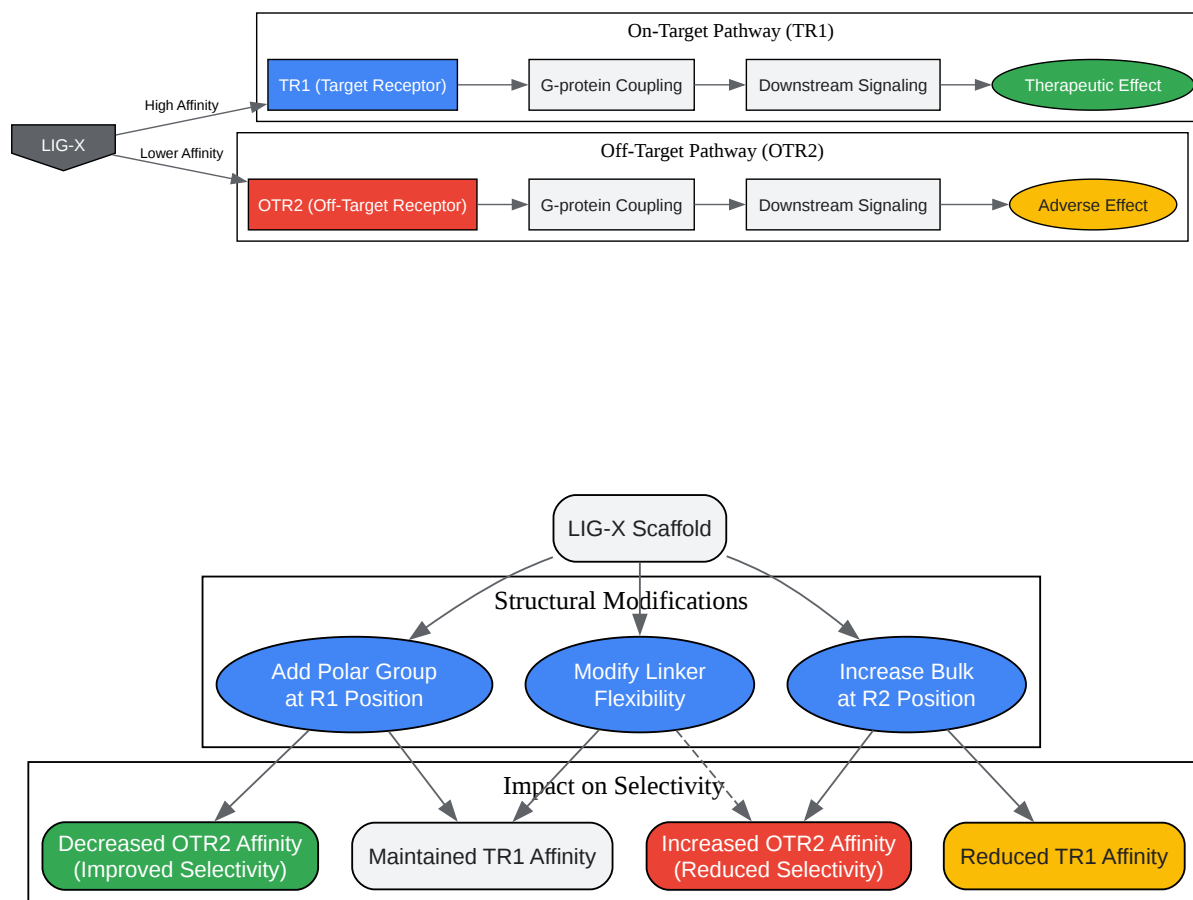 On-Target Pathway (TR1)
TR1 (Target Receptor)
G-protein Coupling
Downstream Signaling
Therapeutic Effect
High Affinity
LIG-X
Lower Affinity
Off-Target Pathway (OTR2)
OTR2 (Off-Target Receptor)
G-protein Coupling
Downstream Signaling
Adverse Effect
LIG-X Scaffold
Structural Modifications
Add Polar Group
at R1 Position
Modify Linker
Flexibility
Increase Bulk
at R2 Position
Impact on Selectivity
Decreased OTR2 Affinity
(Improved Selectivity)
Maintained TR1 Affinity
Increased OTR2 Affinity
(Reduced Selectivity)
Reduced TR1 Affinity